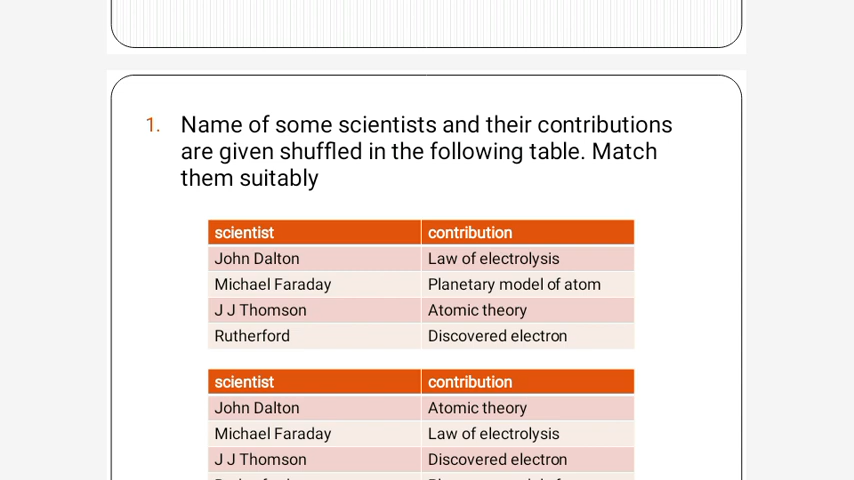 1. Name of some scientists and their contributions
are given shuffled in the following table. Match
them suitably
scientist contribution
John Dalton Law of electrolysis
Michael Faraday Planetary model of atom
J J Thomson Atomic theory
Rutherford Discovered electron
scientist contribution
John Dalton Atomic theory
Michael Faraday Law of electrolysis
J J Thomson Discovered electron